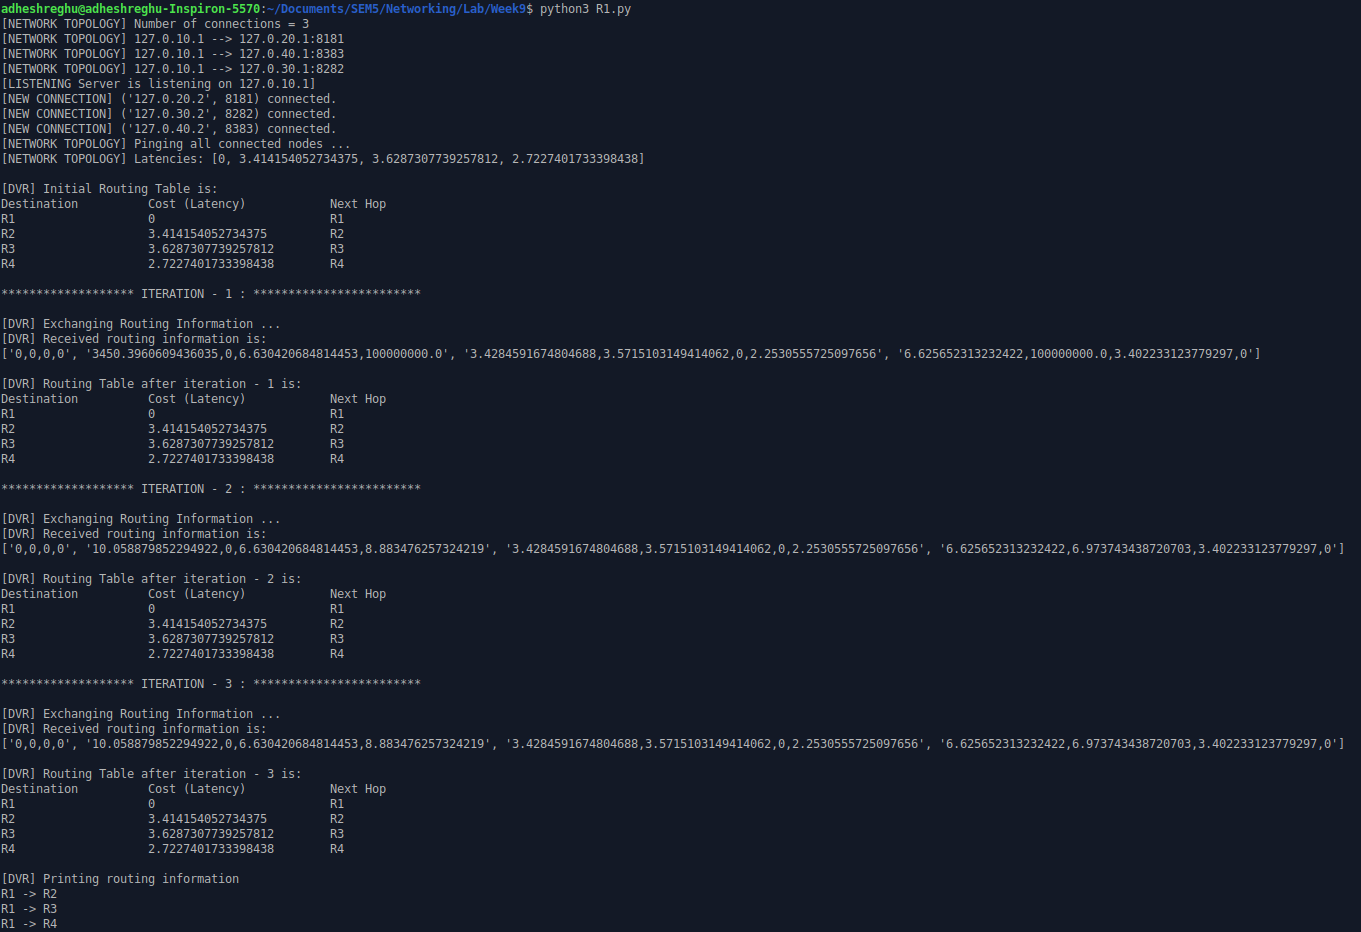 adheshreghu@adheshreghu-Inspiron-5570:~/Documents/SEM5/Networking/Lab/Week9$ python3 R1.py
[NETWORK TOPOLOGY] Number of connections = 3
[NETWORK TOPOLOGY] 127.0.10.1 --> 127.0.20.1:8181
[NETWORK TOPOLOGY] 127.0.10.1 --> 127.0.40.1:8383
[NETWORK TOPOLOGY] 127.0.10.1 --> 127.0.30.1:8282
[LISTENING Server is listening on 127.0.10.1]
[NEW CONNECTION] ('127.0.20.2', 8181) connected.
[NEW CONNECTION] ('127.0.30.2', 8282) connected.
[NEW CONNECTION] ('127.0.40.2', 8383) connected.
[NETWORK TOPOLOGY] Pinging all connected nodes ...
[NETWORK TOPOLOGY] Latencies: [0, 3.414154052734375, 3.6287307739257812, 2.7227401733398438]
[DVR] Initial Routing Table is:
Destination          Cost (Latency)            Next Hop
R1                   0                         R1
R2                   3.414154052734375         R2
R3                   3.6287307739257812        R3
R4                   2.7227401733398438        R4
******************* ITERATION - 1 : ************************
[DVR] Exchanging Routing Information ...
[DVR] Received routing information is:
['0,0,0,0', '3450.3960609436035,0,6.630420684814453,100000000.0', '3.4284591674804688,3.5715103149414062,0,2.2530555725097656', '6.625652313232422,100000000.0,3.402233123779297,0']
[DVR] Routing Table after iteration - 1 is:
Destination          Cost (Latency)            Next Hop
R1                   0                         R1
R2                   3.414154052734375         R2
R3                   3.6287307739257812        R3
R4                   2.7227401733398438        R4
******************* ITERATION - 2 : ************************
[DVR] Exchanging Routing Information ...
[DVR] Received routing information is:
['0,0,0,0', '10.058879852294922,0,6.630420684814453,8.883476257324219', '3.4284591674804688,3.5715103149414062,0,2.2530555725097656', '6.625652313232422,6.973743438720703,3.402233123779297,0']
[DVR] Routing Table after iteration - 2 is:
Destination          Cost (Latency)            Next Hop
R1                   0                         R1
R2                   3.414154052734375         R2
R3                   3.6287307739257812        R3
R4                   2.7227401733398438        R4
******************* ITERATION - 3 : ************************
[DVR] Exchanging Routing Information ...
[DVR] Received routing information is:
['0,0,0,0', '10.058879852294922,0,6.630420684814453,8.883476257324219', '3.4284591674804688,3.5715103149414062,0,2.2530555725097656', '6.625652313232422,6.973743438720703,3.402233123779297,0']
[DVR] Routing Table after iteration - 3 is:
Destination          Cost (Latency)            Next Hop
R1                   0                         R1
R2                   3.414154052734375         R2
R3                   3.6287307739257812        R3
R4                   2.7227401733398438        R4
[DVR] Printing routing information
R1 -> R2
R1 -> R3
R1 -> R4